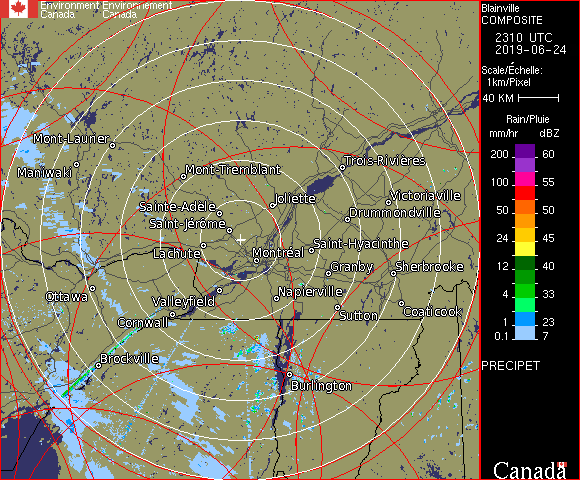 Environment Environnement
Canada Canada
Blainville
COMPOSITE
2310 UTC
2019-06-24
Scale/Échelle:
1km/Pixel
40 KM
Rain/Pluie
mm/hr dBZ
200 60
150 57
100 55
50 50
24 45
12 40
4 33
1 23
0.1 7
Mont-Laurier
Maniwaki
Mont-Tremblant
Trois-Rivières
Sainte-Adèle
Joliette
Victoriaville
Drummondville
Saint-Jérôme
Lachute
Montréal
Saint-Hyacinthe
Granby
Sherbrooke
Ottawa
Valleyfield
Napierville
Cornwall
Sutton
Coaticook
Brockville
Burlington
PRECIPET
Canada